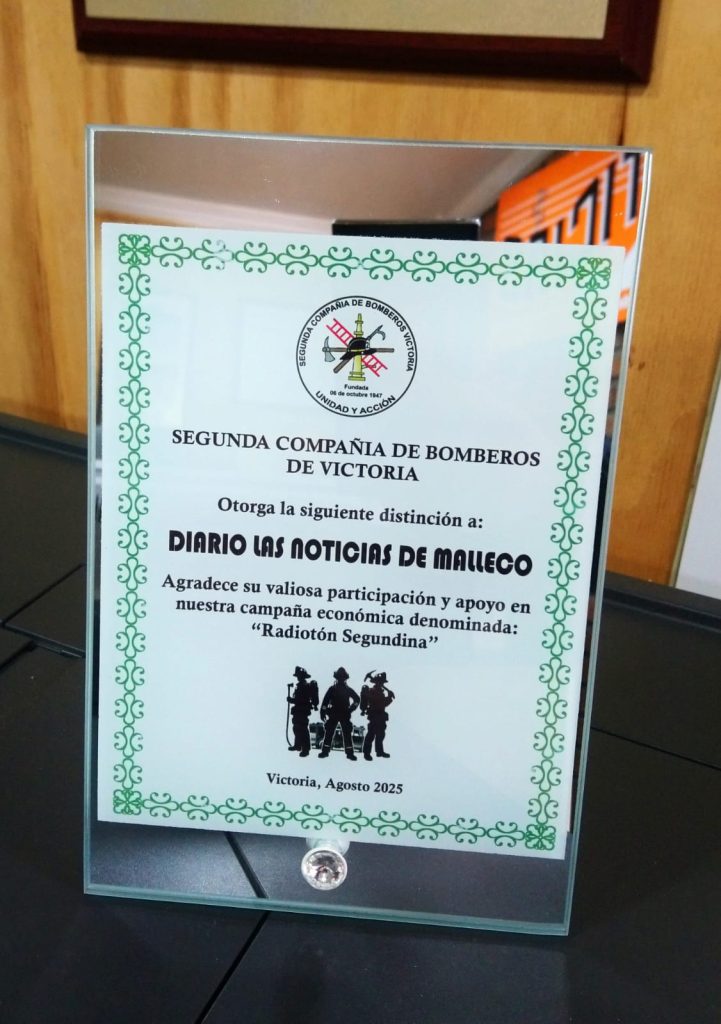 SEGUNDA COMPAÑIA DE BOMBEROS VICTORIA
Fundada
06 de octubre 1947
UNIDAD Y ACCIÓN
SEGUNDA COMPAÑIA DE BOMBEROS
DE VICTORIA
Otorga la siguiente distinción a:
DIARIO LAS NOTICIAS DE MALLECO
Agradece su valiosa participación y apoyo en
nuestra campaña económica denominada:
“Radiotón Segundina”
Victoria, Agosto 2025